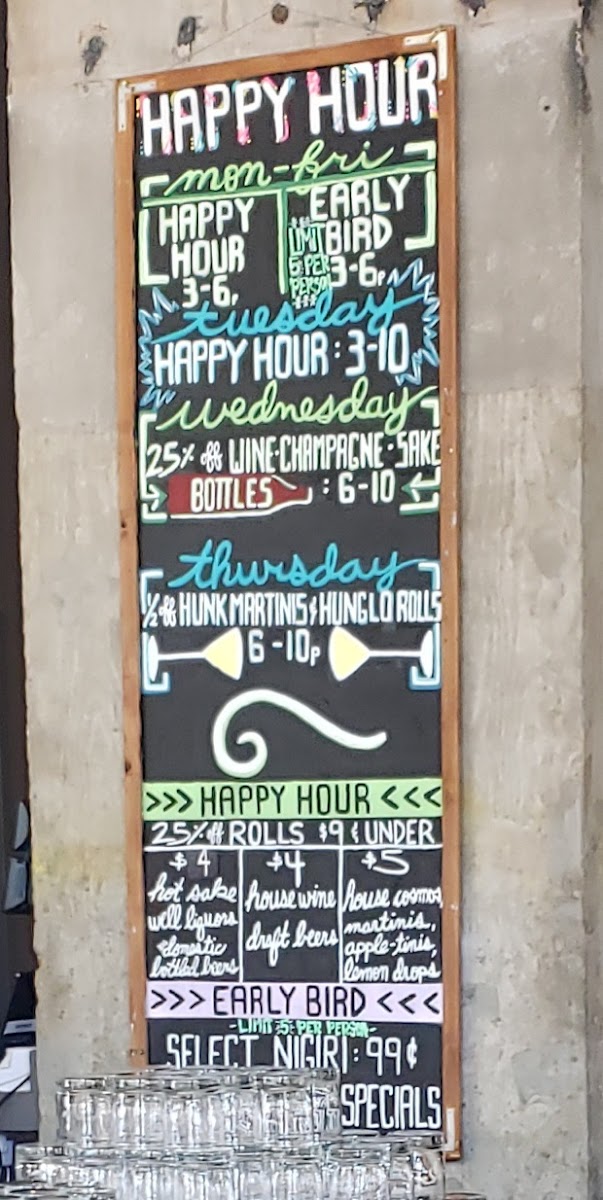 HAPPY HOUR
mon-fri
HAPPY
HOUR
3-6p
EARLY
BIRD
3-6p
LIMIT
5 PER
PERSON
tuesday
HAPPY HOUR: 3-10
wednesday
25% off WINE·CHAMPAGNE·SAKE
BOTTLES : 6-10
thursday
½ off HUNK MARTINIS & HUNGLO ROLLS
6-10p
>>> HAPPY HOUR <<<
25% off ROLLS $9 & UNDER
$4
hot sake
well liquors
domestic
bottled beers
$4
house wine
draft beers
$5
house cosmos,
martinis,
apple-tinis,
lemon drops
>>> EARLY BIRD <<<
-LIMIT 5 PER PERSON-
SELECT NIGIRI: 99¢
SPECIALS